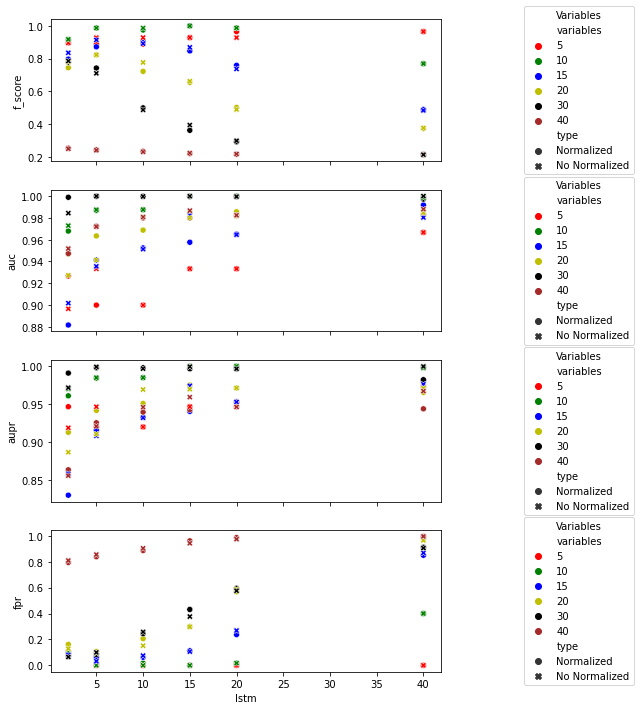 1.0
0.8
0.6
0.4
0.2
f_score
Variables
variables
5
10
15
20
30
40
type
Normalized
No Normalized
1.00
0.98
0.96
0.94
0.92
0.90
0.88
auc
Variables
variables
5
10
15
20
30
40
type
Normalized
No Normalized
1.00
0.95
0.90
0.85
aupr
Variables
variables
5
10
15
20
30
40
type
Normalized
No Normalized
1.0
0.8
0.6
0.4
0.2
0.0
fpr
5 10 15 20 25 30 35 40
lstm
Variables
variables
5
10
15
20
30
40
type
Normalized
No Normalized